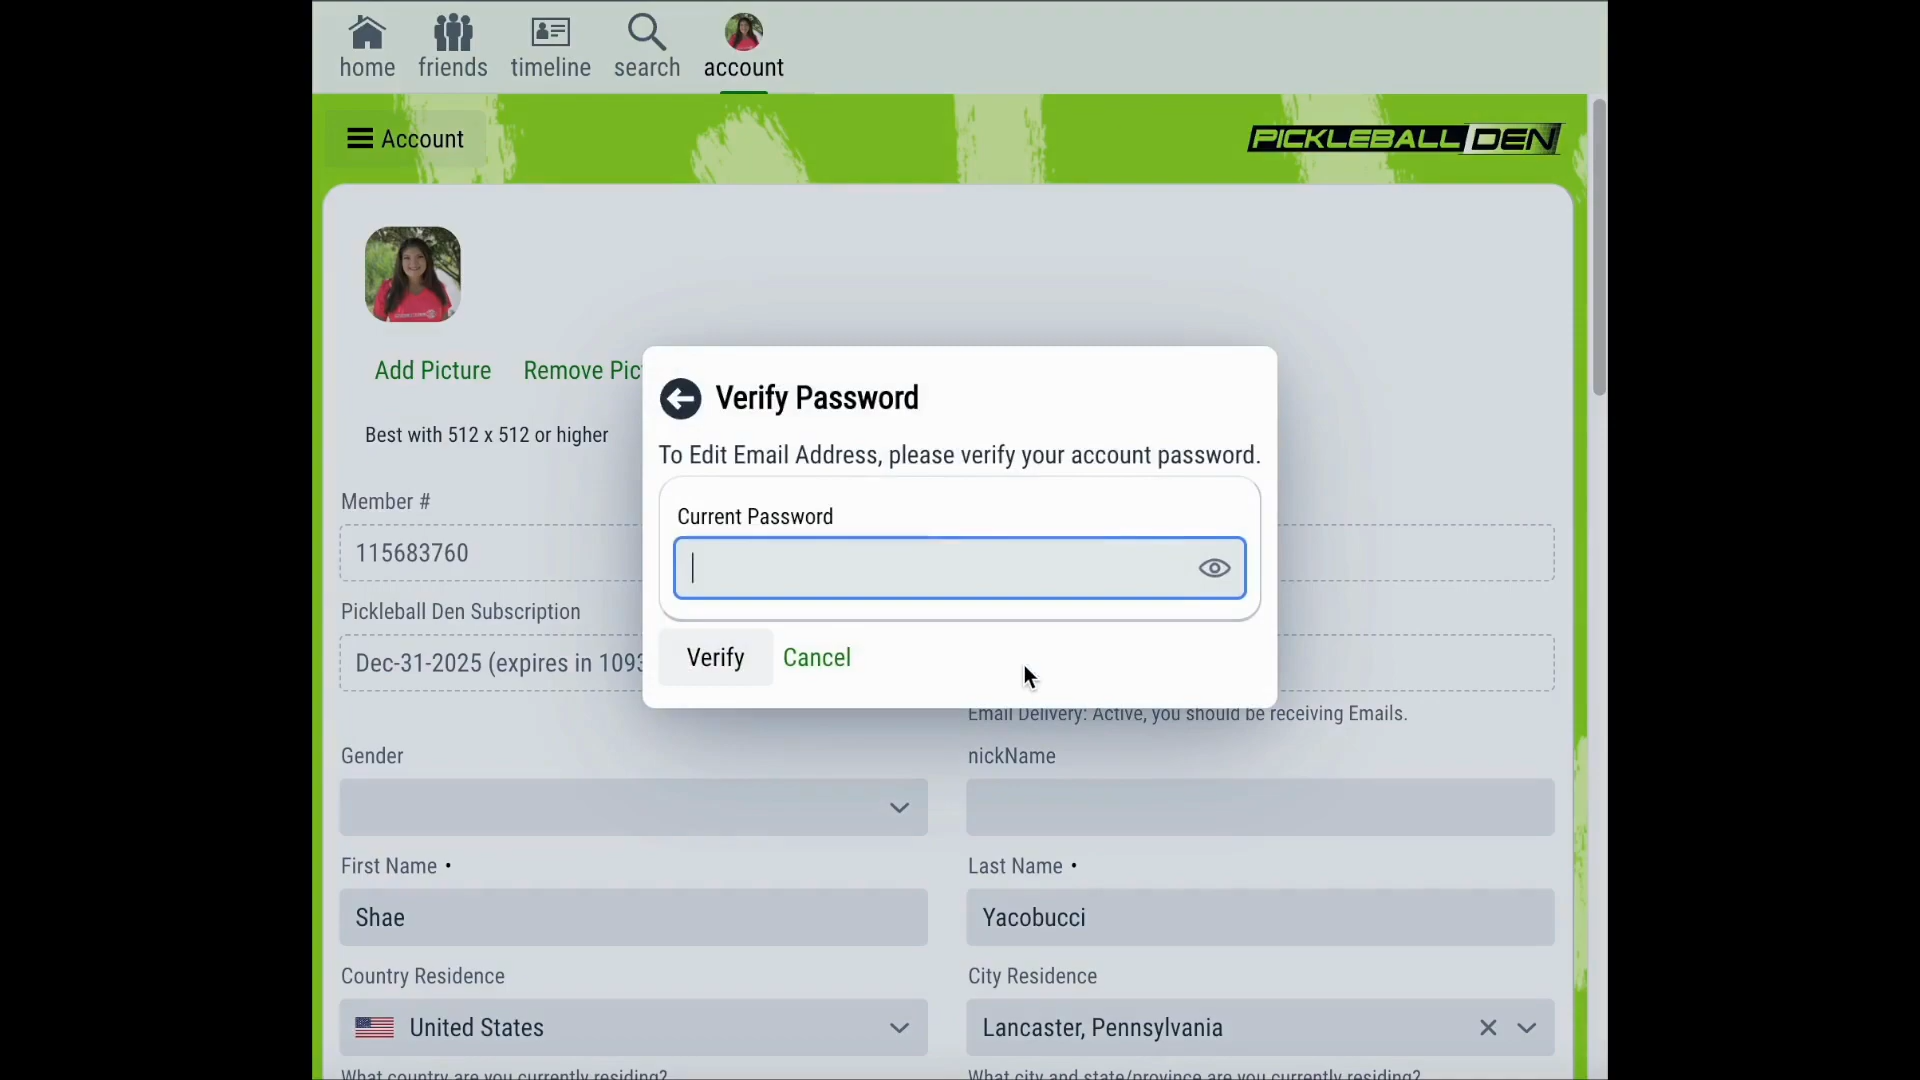 home
friends
timeline
search
account
Account
PICKLEBALL DEN
Add Picture
Remove Pic
Best with 512 x 512 or higher
Verify Password
To Edit Email Address, please verify your account password.
Current Password
Verify
Cancel
Member #
115683760
Pickleball Den Subscription
Dec-31-2025 (expires in 1093
Email Delivery: Active, you should be receiving Emails.
Gender
nickName
First Name •
Last Name •
Shae
Yacobucci
Country Residence
City Residence
United States
Lancaster, Pennsylvania
What country are you currently residing?
What city and state/province are you currently residing?